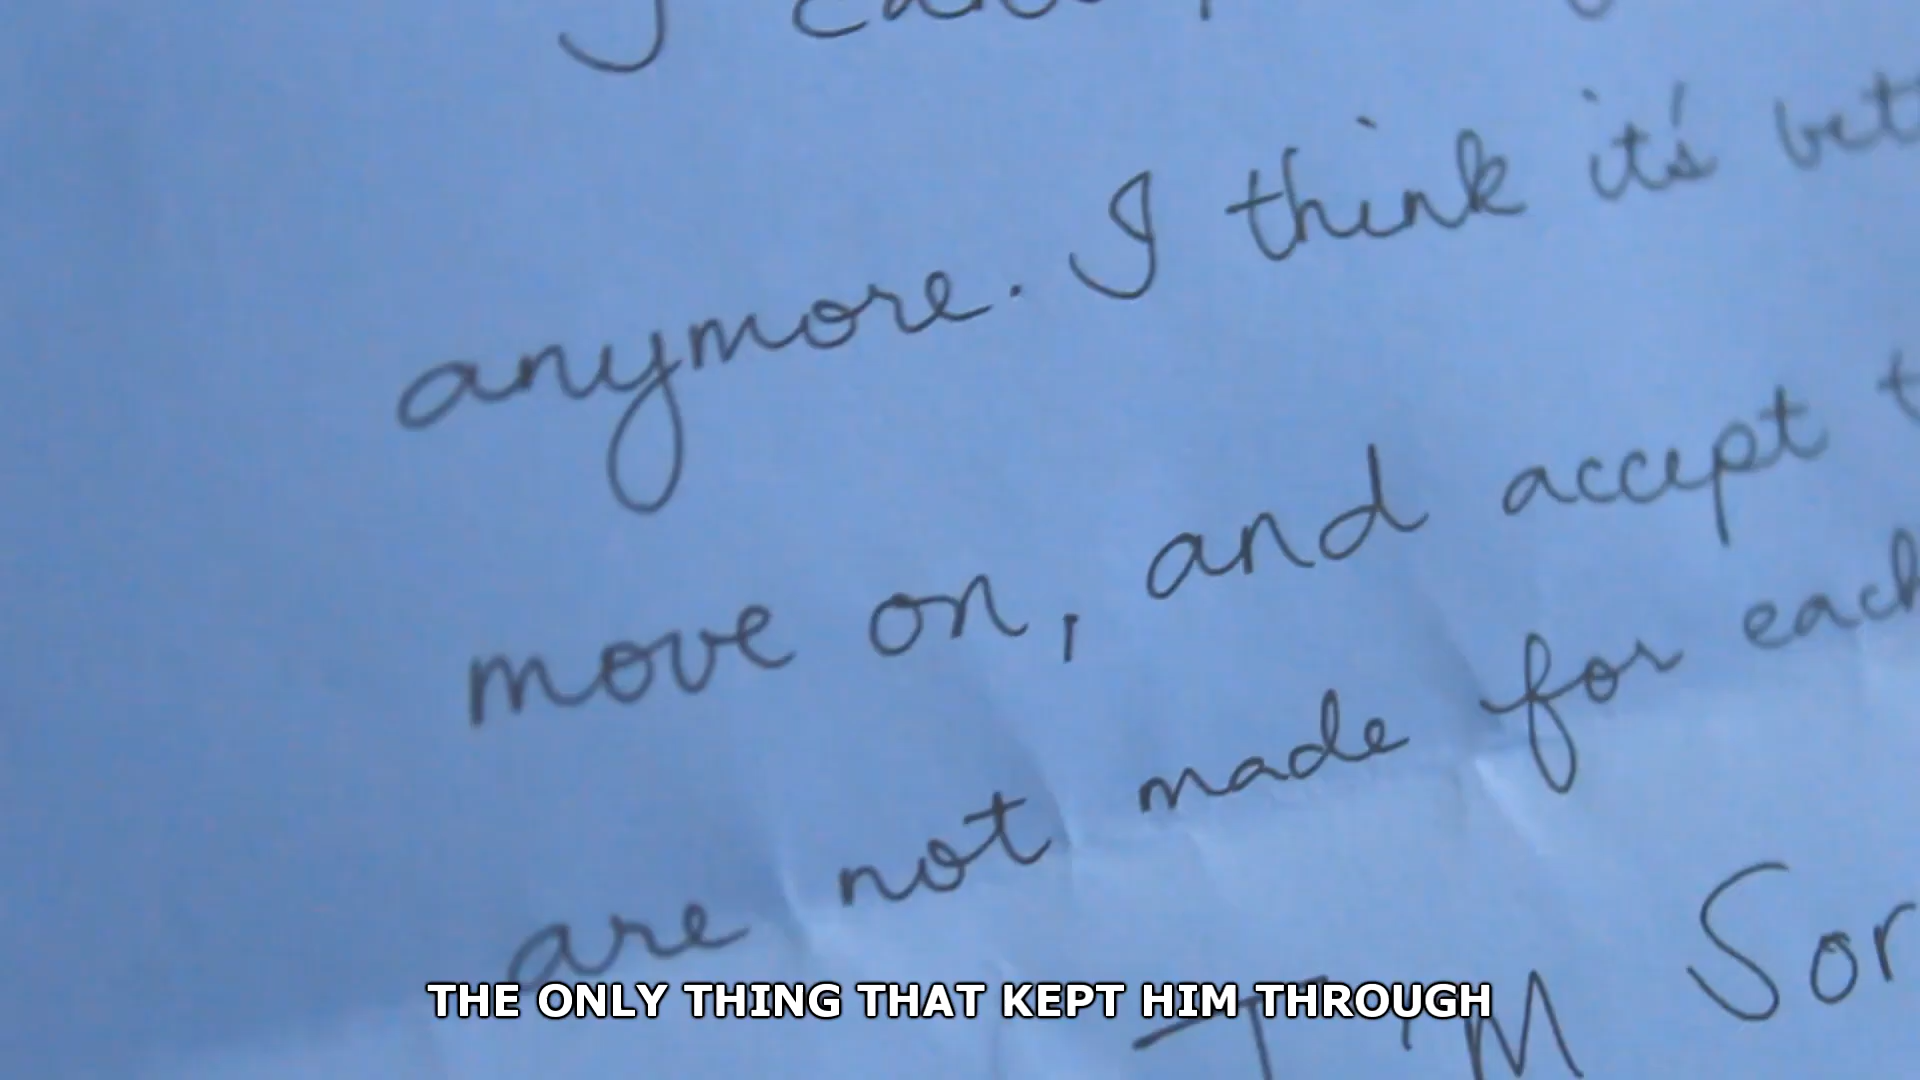 I
anymore. I think it's
move on, and accept
are not made for each
I'M
THE ONLY THING THAT KEPT HIM THROUGH